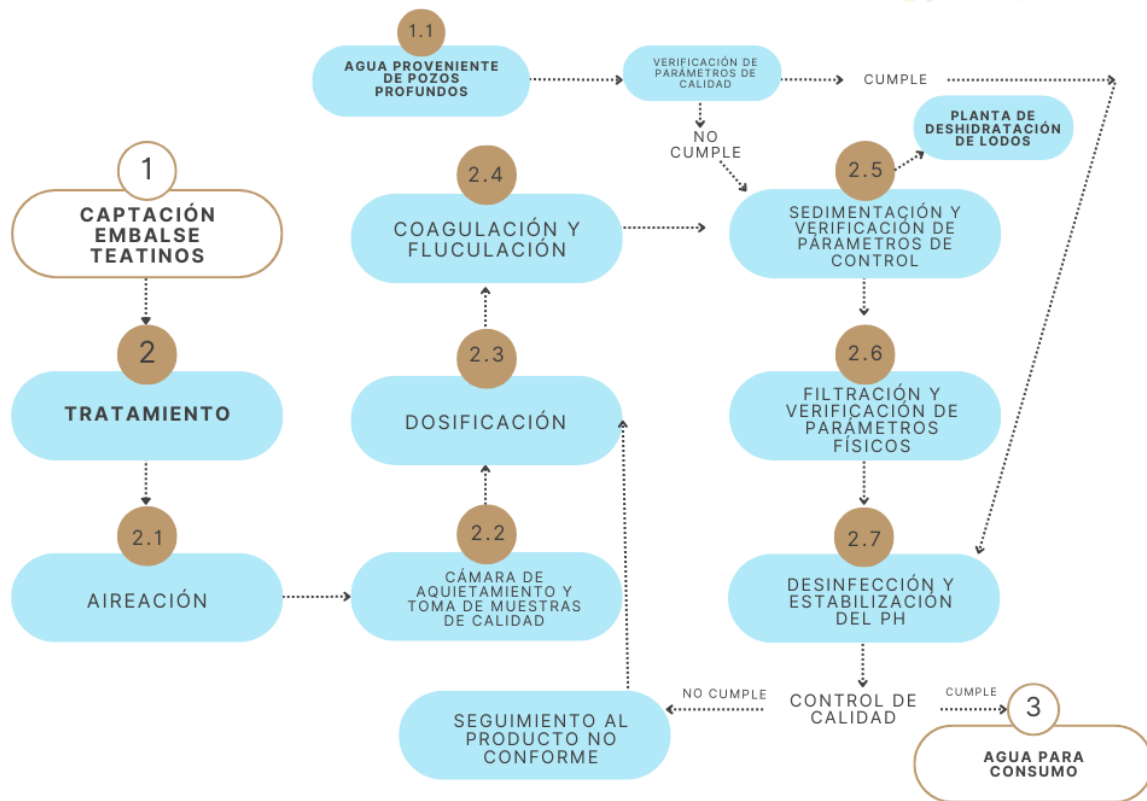 1.1
AGUA PROVENIENTE
DE POZOS
PROFUNDOS
VERIFICACIÓN DE
PARÁMETROS DE
CALIDAD
CUMPLE
NO
CUMPLE
PLANTA DE
DESHIDRATACIÓN
DE LODOS
1
CAPTACIÓN
EMBALSE
TEATINOS
2.4
COAGULACIÓN Y
FLUCULACIÓN
2.5
SEDIMENTACIÓN Y
VERIFICACIÓN DE
PÁRAMETROS DE
CONTROL
2
TRATAMIENTO
2.3
DOSIFICACIÓN
2.6
FILTRACIÓN Y
VERIFICACIÓN DE
PARÁMETROS
FÍSICOS
2.1
AIREACIÓN
2.2
CÁMARA DE
AQUIETAMIENTO Y
TOMA DE MUESTRAS
DE CALIDAD
2.7
DESINFECCIÓN Y
ESTABILIZACIÓN
DEL PH
NO CUMPLE
CONTROL DE
CALIDAD
CUMPLE
SEGUIMIENTO AL
PRODUCTO NO
CONFORME
3
AGUA PARA
CONSUMO